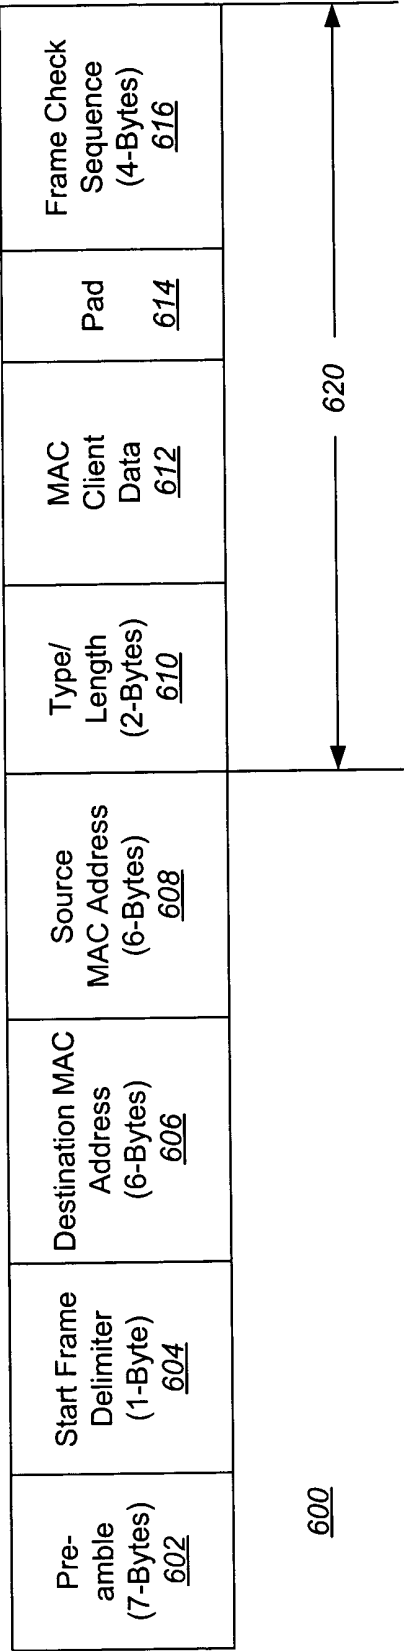 Pre-
amble
(7-Bytes)
602
Start Frame
Delimiter
(1-Byte)
604
Destination MAC
Address
(6-Bytes)
606
Source
MAC Address
(6-Bytes)
608
Type/
Length
(2-Bytes)
610
MAC
Client
Data
612
Pad
614
Frame Check
Sequence
(4-Bytes)
616
620
600